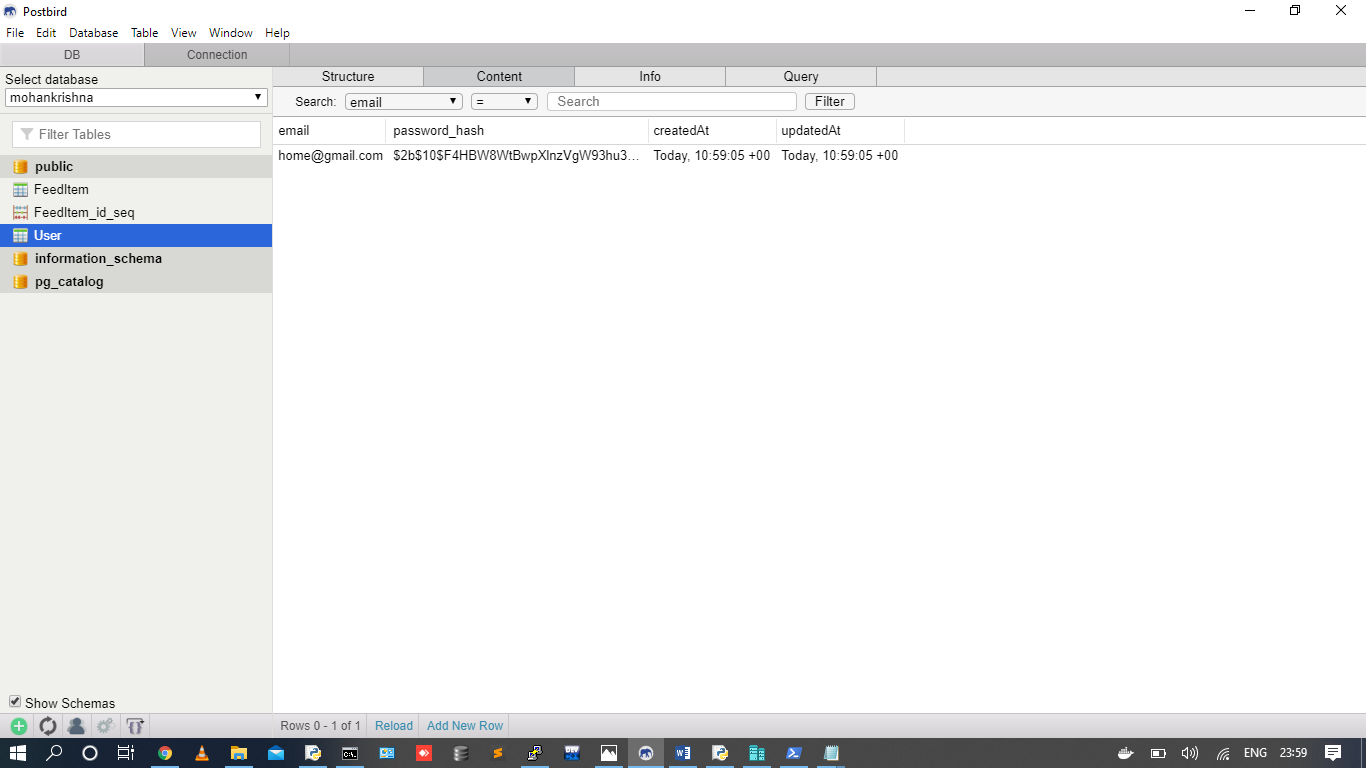 Postbird
File Edit Database Table View Window Help
DB Connection
Select database
mohankrishna
Filter Tables
public
FeedItem
FeedItem_id_seq
User
information_schema
pg_catalog
Show Schemas
Structure Content Info Query
Search: email = Search Filter
email password_hash createdAt updatedAt
home@gmail.com $2b$10$F4HBW8WtBwpXlnzVgW93hu3... Today, 10:59:05 +00 Today, 10:59:05 +00
Rows 0 - 1 of 1 Reload Add New Row
ENG 23:59